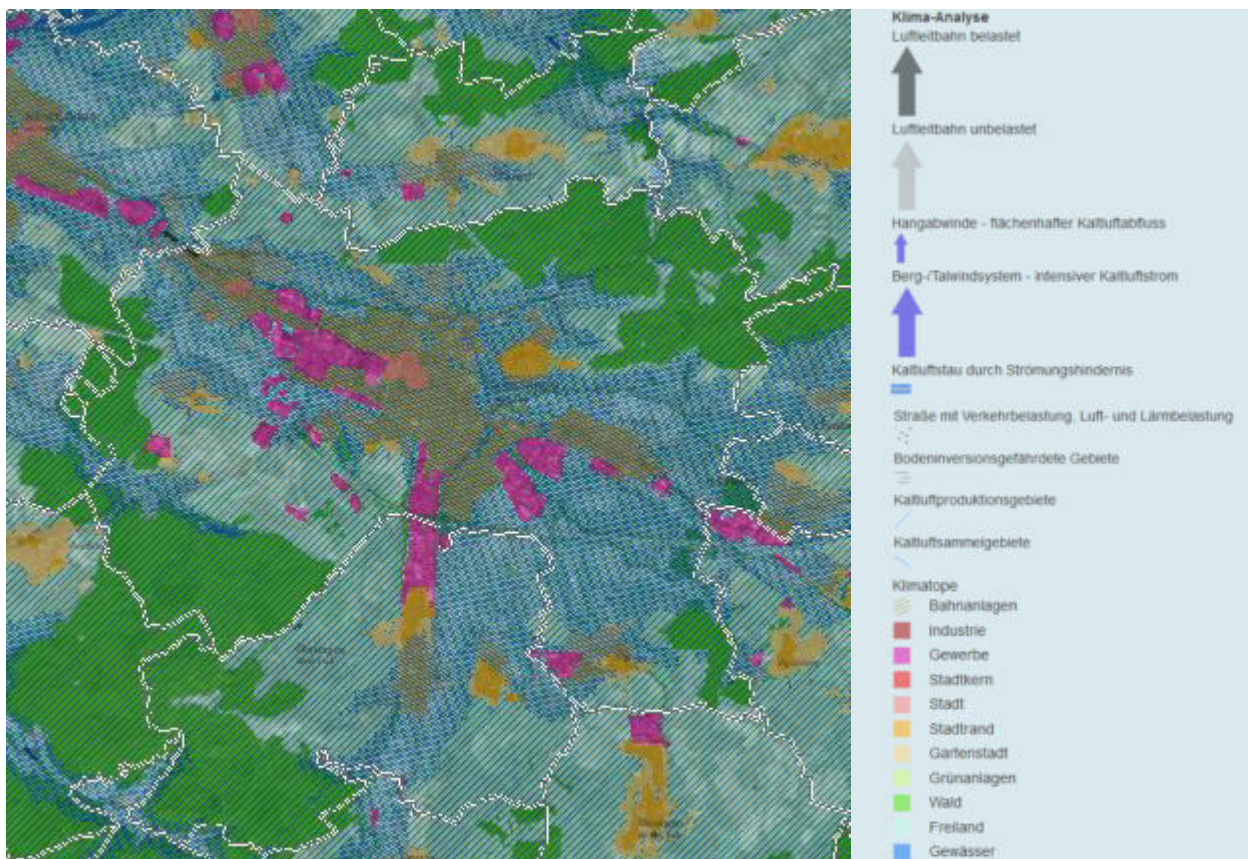 Klima-Analyse
Luftleitbahn belastet
Luftleitbahn unbelastet
Hangabwinde - flächenhafter Kaltluftabfluss
Berg-/Talwindsystem - intensiver Kaltluftstrom
Kaltluftstau durch Strömungshindernis
Straße mit Verkehrbelastung, Luft- und Lärmbelastung
Bodeninversionsgefährdete Gebiete
Kaltluftproduktionsgebiete
Kaltluftsammelgebiete
Klimatope
Bahnanlagen
Industrie
Gewerbe
Stadtkern
Stadt
Stadtrand
Gartenstadt
Grünanlagen
Wald
Freiland
Gewässer